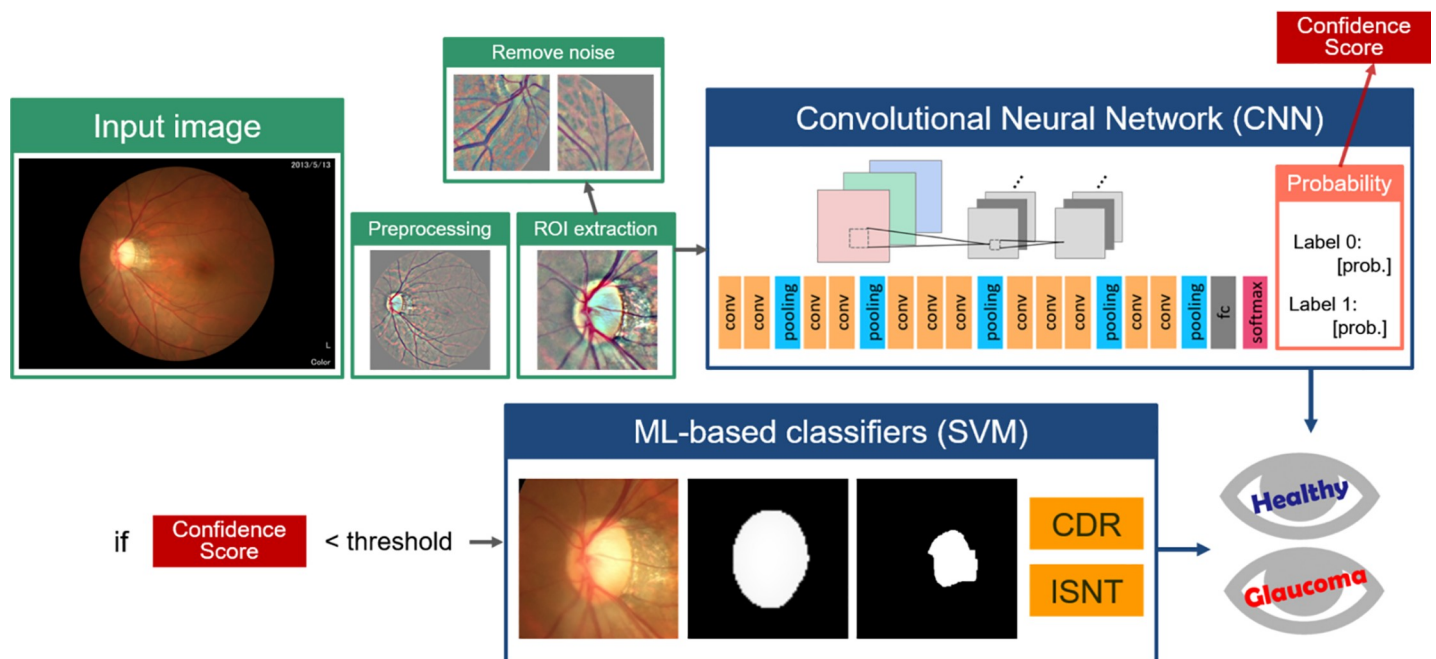 Confidence
Score
Remove noise
Input image
2013/5/13
L
Color
Preprocessing
ROI extraction
Convolutional Neural Network (CNN)
conv
conv
pooling
conv
conv
pooling
conv
conv
conv
pooling
conv
conv
conv
pooling
conv
conv
pooling
fc
softmax
Probability
Label 0:
[prob.]
Label 1:
[prob.]
ML-based classifiers (SVM)
if
Confidence
Score
< threshold
CDR
ISNT
Healthy
Glaucoma